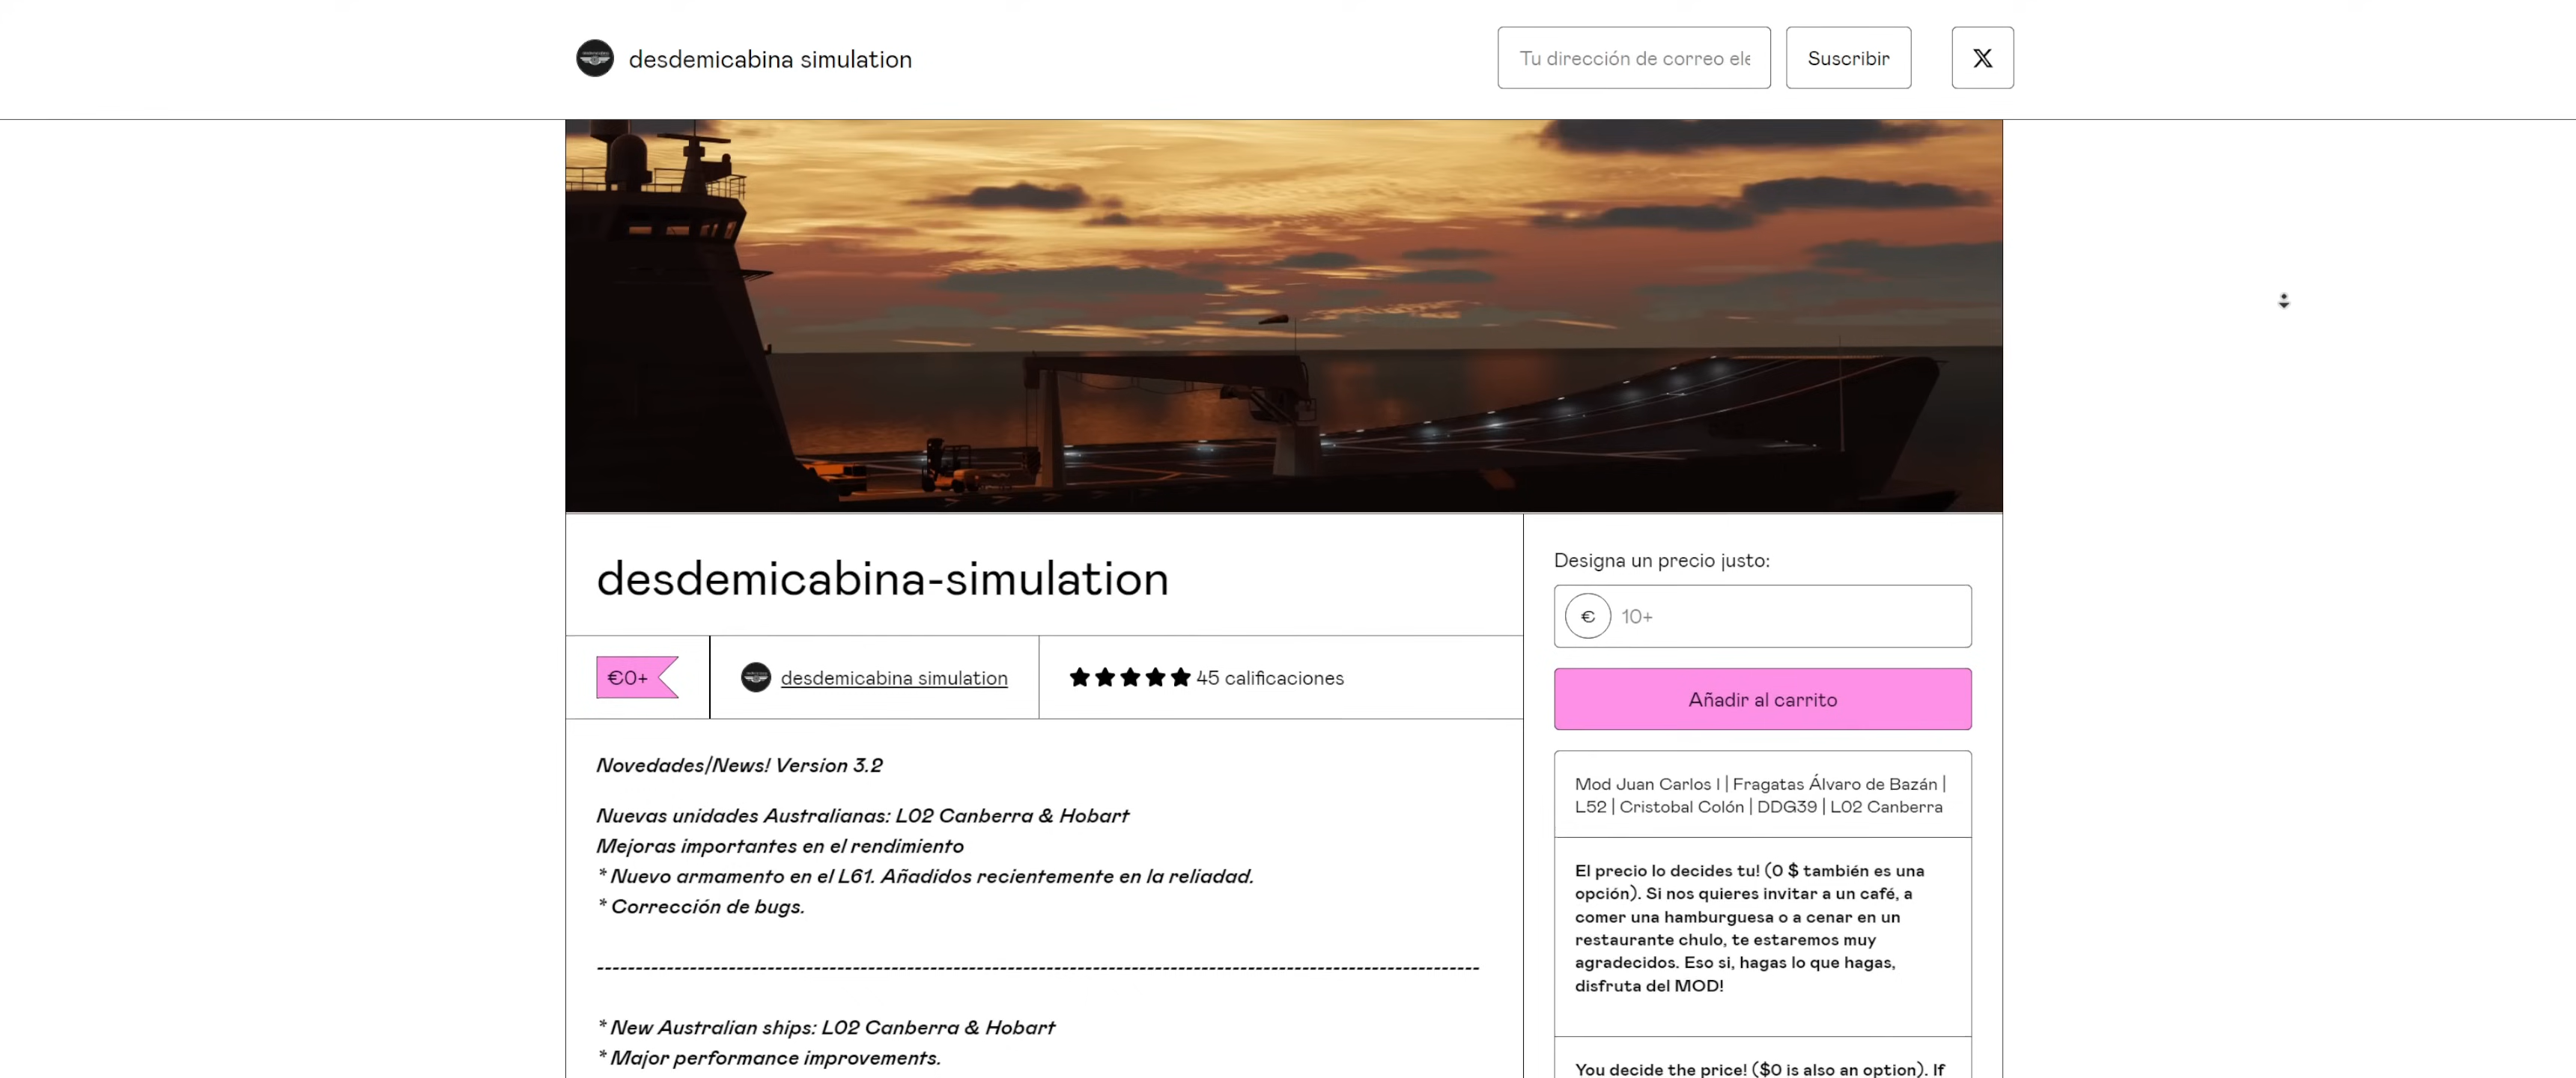 desdemicabina simulation
Tu dirección de correo ele
Suscribir
desdemicabina-simulation
€0+
desdemicabina simulation
45 calificaciones
Novedades/News! Version 3.2
Nuevas unidades Australianas: L02 Canberra & Hobart
Mejoras importantes en el rendimiento
* Nuevo armamento en el L61. Añadidos recientemente en la reliadad.
* Corrección de bugs.
* New Australian ships: L02 Canberra & Hobart
* Major performance improvements.
Designa un precio justo:
€ 10+
Añadir al carrito
Mod Juan Carlos I | Fragatas Álvaro de Bazán |
L52 | Cristobal Colón | DDG39 | L02 Canberra
El precio lo decides tu! (0 $ también es una
opción). Si nos quieres invitar a un café, a
comer una hamburguesa o a cenar en un
restaurante chulo, te estaremos muy
agradecidos. Eso si, hagas lo que hagas,
disfruta del MOD!
You decide the price! ($0 is also an option). If